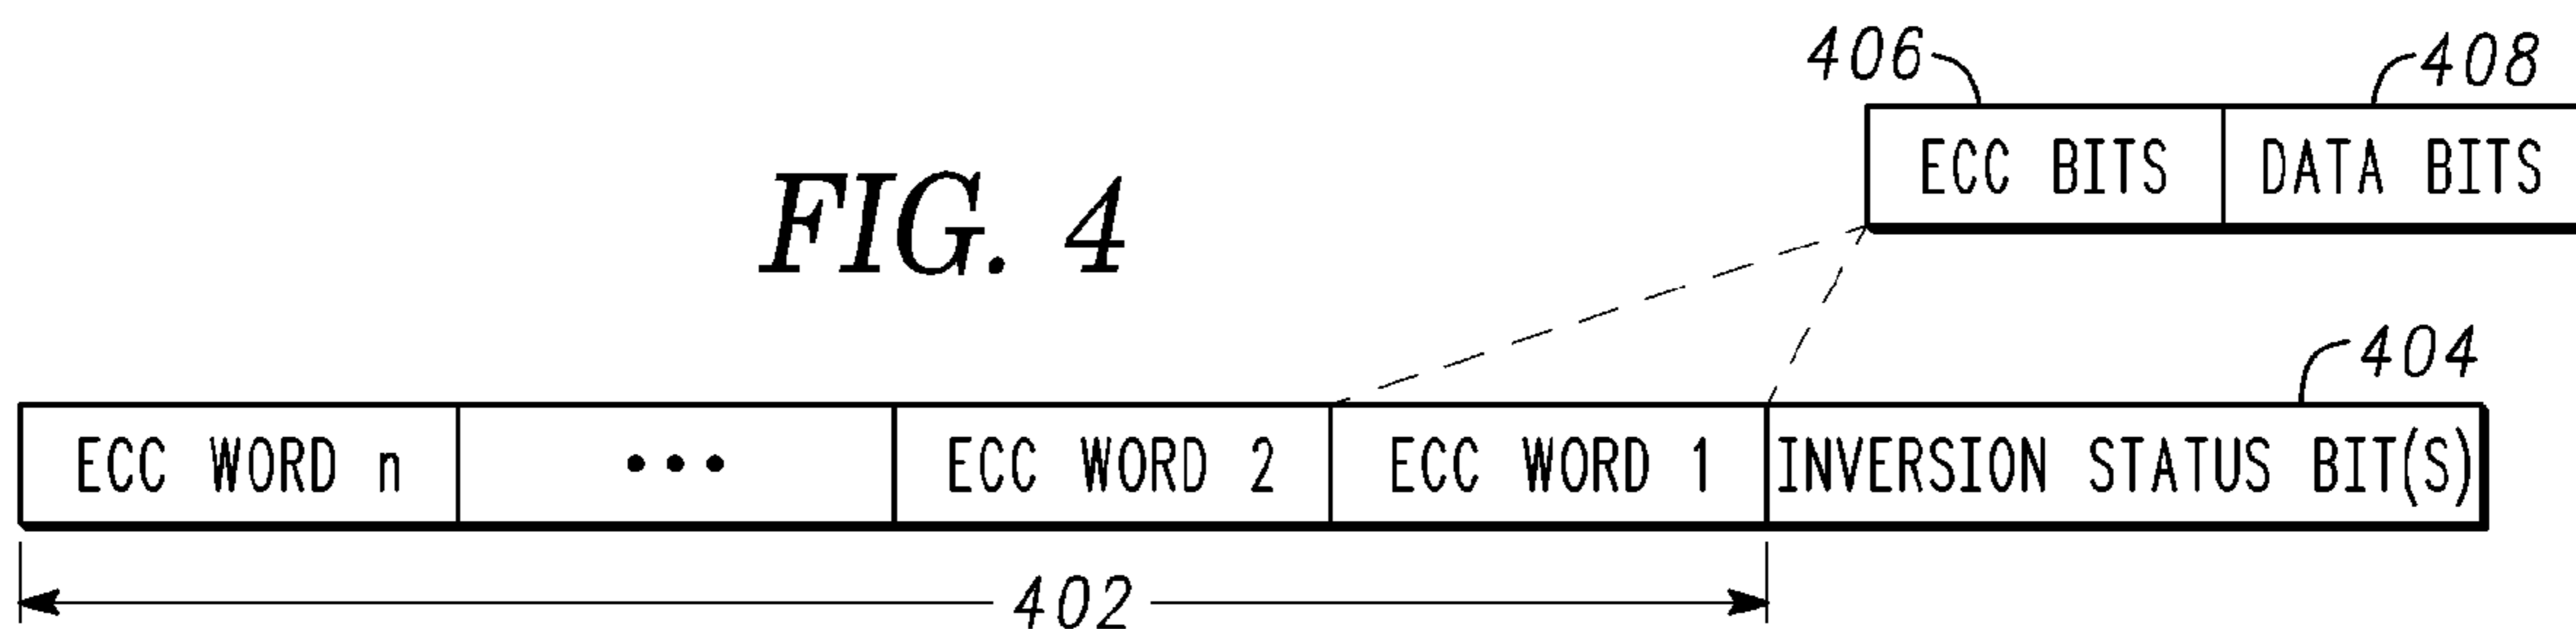 406 408
ECC BITS DATA BITS
FIG. 4
404
ECC WORD n ••• ECC WORD 2 ECC WORD 1 INVERSION STATUS BIT(S)
402